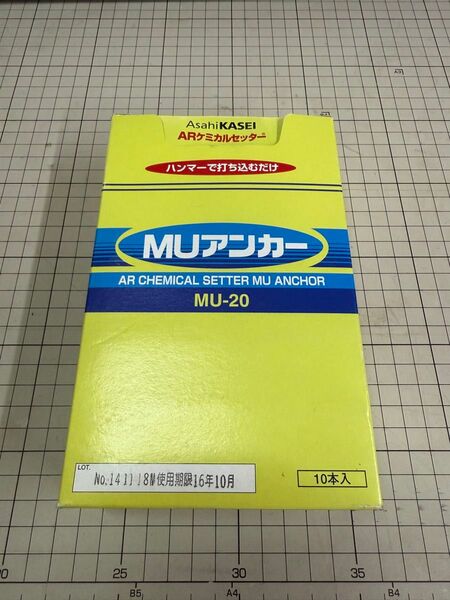 AsahiKASEI
ARケミカルセッター®
ハンマーで打ち込むだけ
MUアンカー
AR CHEMICAL SETTER MU ANCHOR
MU-20
LOT.
No.141118M使用期限16年10月
10本入
20 25 30 35
B5 A4 B4